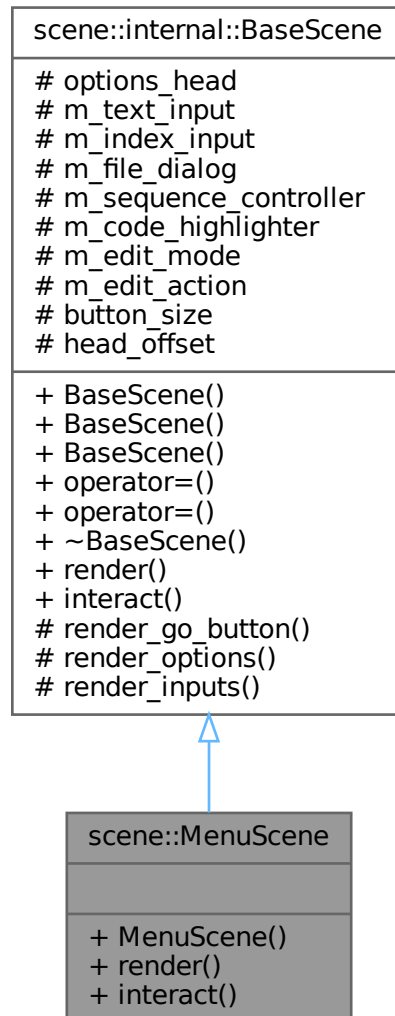 scene::internal::BaseScene
# options_head
# m_text_input
# m_index_input
# m_file_dialog
# m_sequence_controller
# m_code_highlighter
# m_edit_mode
# m_edit_action
# button_size
# head_offset
+ BaseScene()
+ BaseScene()
+ BaseScene()
+ operator=()
+ operator=()
+ ~BaseScene()
+ render()
+ interact()
# render_go_button()
# render_options()
# render_inputs()
scene::MenuScene
+ MenuScene()
+ render()
+ interact()